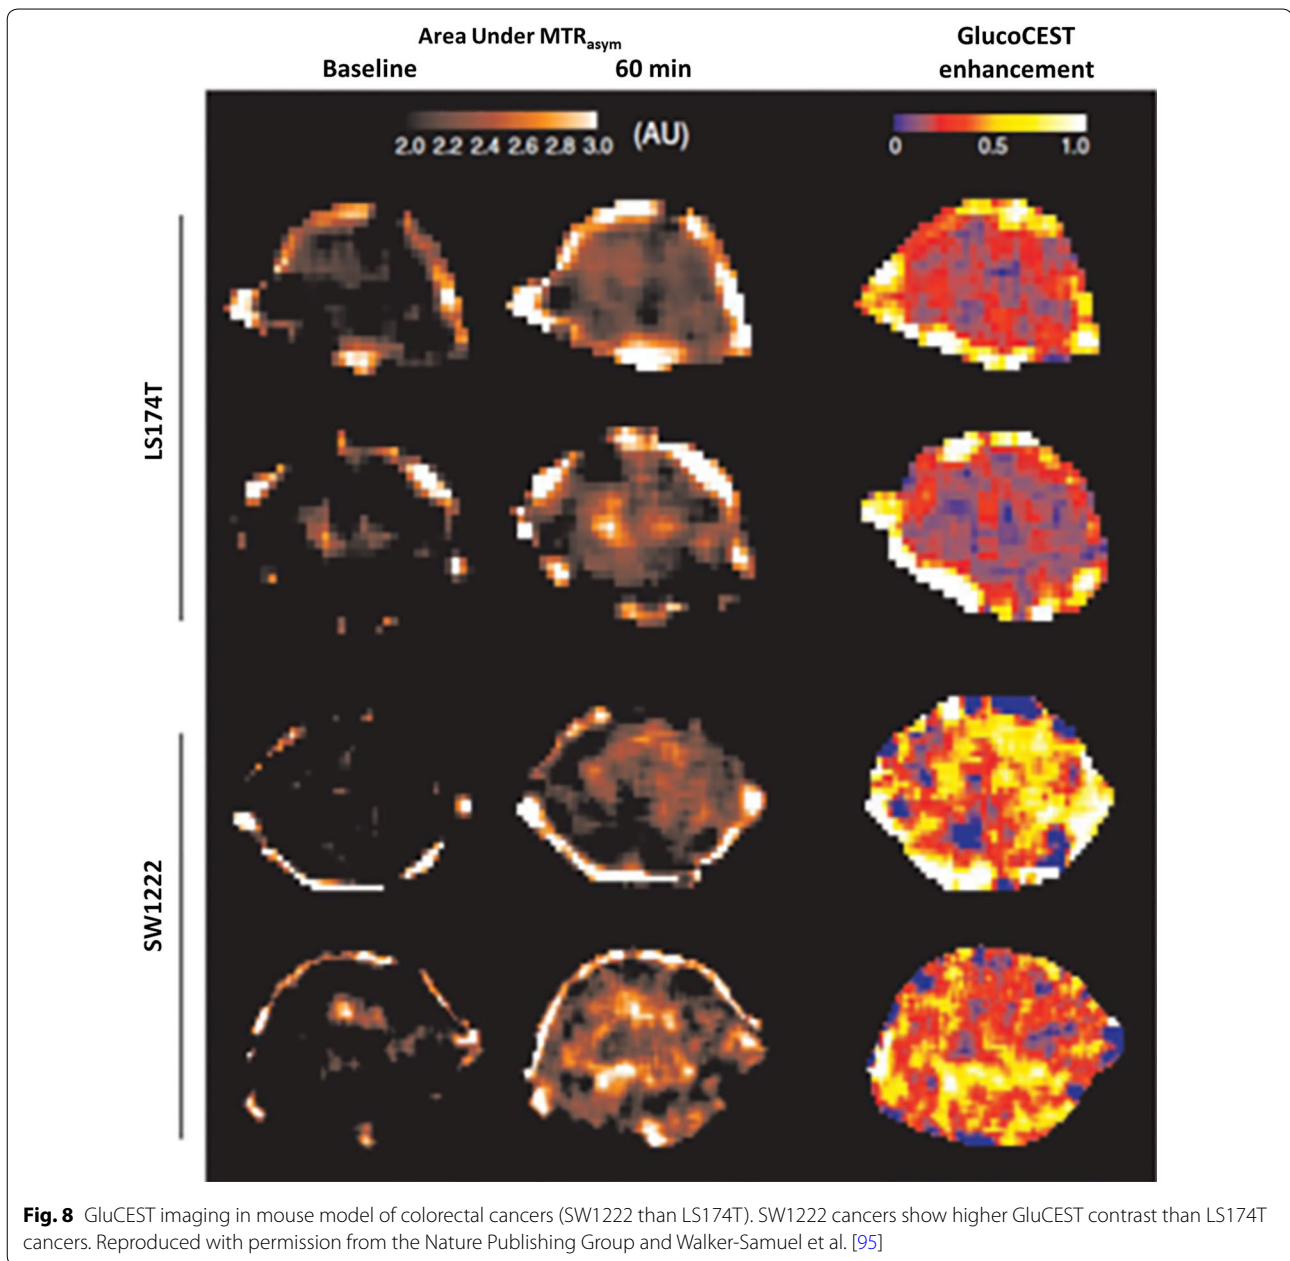 Area Under MTRasym
GlucoCEST
Baseline
60 min
enhancement
2.0 2.2 2.4 2.6 2.8 3.0
(AU)
0 0.5 1.0
LS174T
SW1222
Fig. 8 GluCEST imaging in mouse model of colorectal cancers (SW1222 than LS174T). SW1222 cancers show higher GluCEST contrast than LS174T
cancers. Reproduced with permission from the Nature Publishing Group and Walker-Samuel et al. [95]